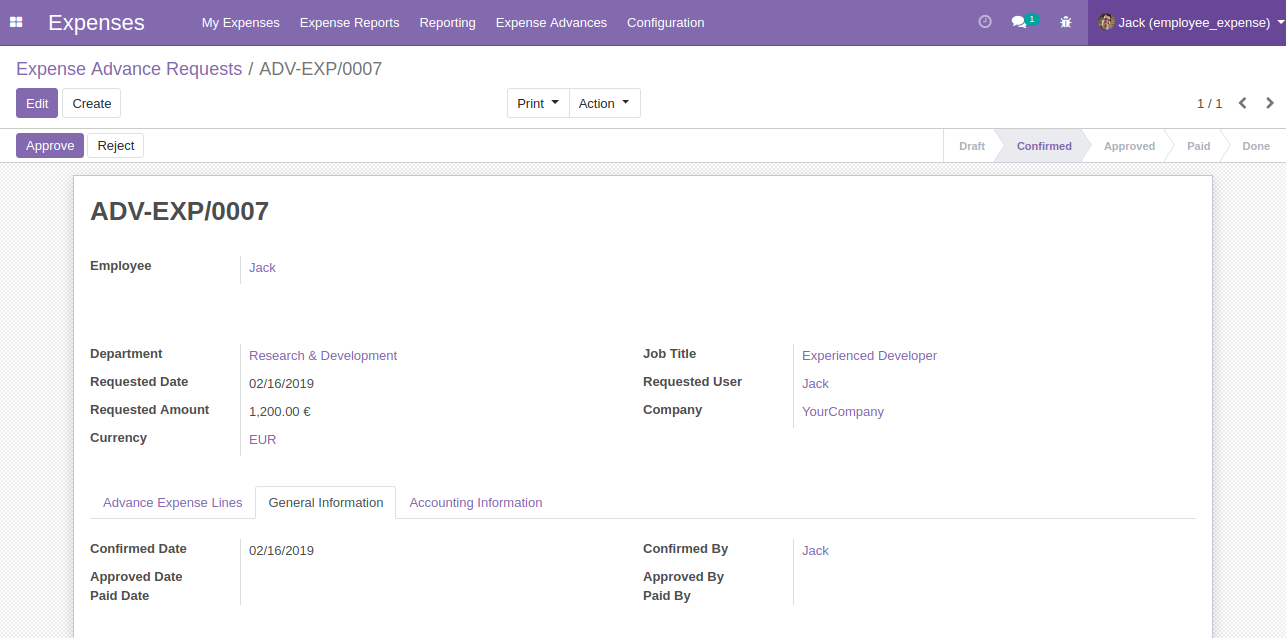 Expenses My Expenses Expense Reports Reporting Expense Advances Configuration 1 Jack (employee_expense)
Expense Advance Requests / ADV-EXP/0007
Edit Create Print Action 1 / 1
Approve Reject Draft Confirmed Approved Paid Done
ADV-EXP/0007
Employee Jack
Department Research & Development Job Title Experienced Developer
Requested Date 02/16/2019 Requested User Jack
Requested Amount 1,200.00 € Company YourCompany
Currency EUR
Advance Expense Lines General Information Accounting Information
Confirmed Date 02/16/2019 Confirmed By Jack
Approved Date Approved By
Paid Date Paid By